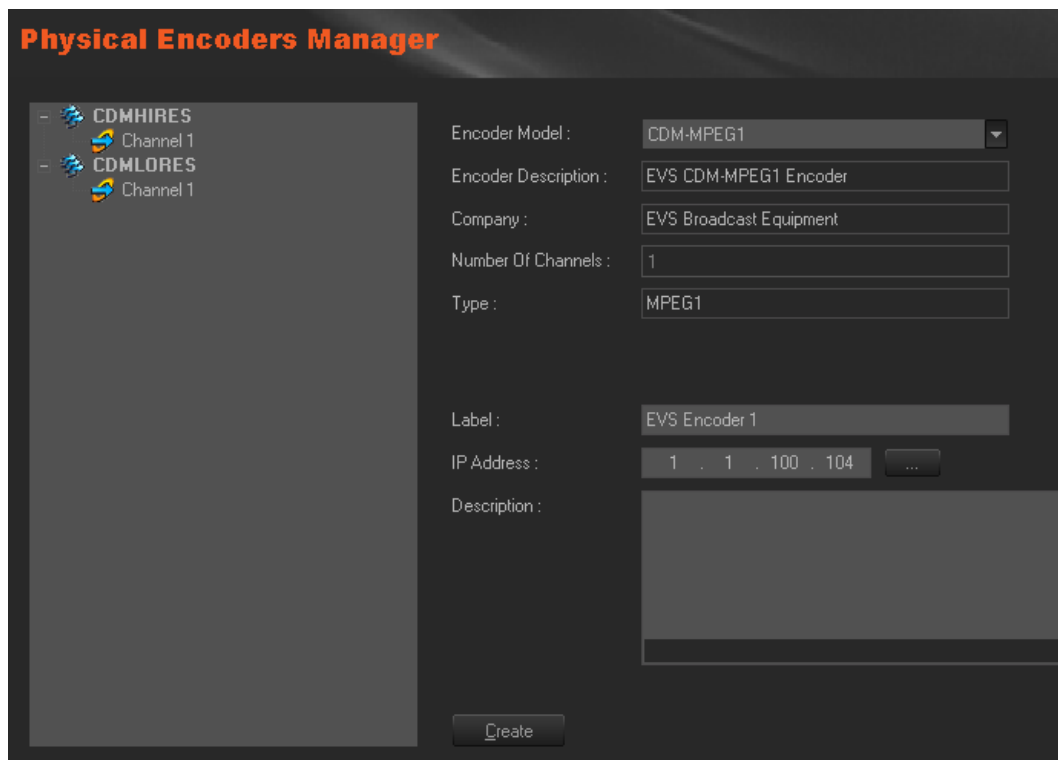 Physical Encoders Manager
CDMHIRES
Channel 1
CDMLORES
Channel 1
Encoder Model : CDM-MPEG1
Encoder Description : EVS CDM-MPEG1 Encoder
Company : EVS Broadcast Equipment
Number Of Channels : 1
Type : MPEG1
Label : EVS Encoder 1
IP Address : 1 . 1 . 100 . 104 ...
Description :
Create